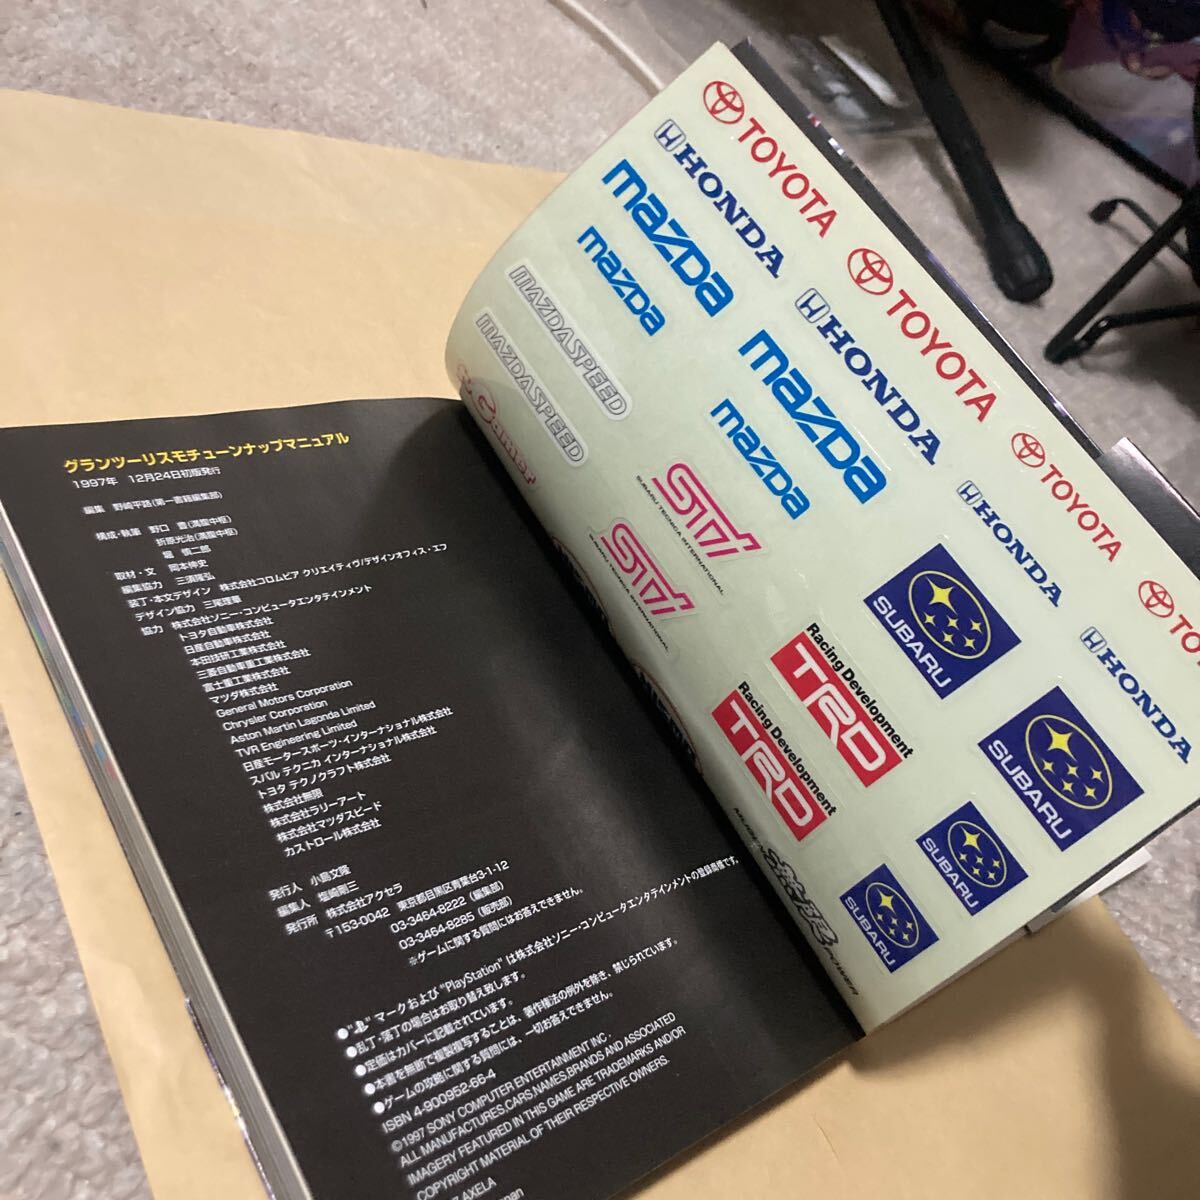 グランツーリスモチューンナップマニュアル
1997年 12月24日初版発行
編集 野崎平路(第一書籍編集部)
構成・執筆 野口 豊(満腹中枢)
折原光治(満腹中枢)
堤 慎二郎
取材・文 岡本伸史
編集協力 三須隆弘
装丁・本文デザイン 株式会社コロムビア クリエイティヴ/デザインオフィス・エフ
デザイン協力 三尾理華
協力 株式会社ソニー・コンピュータエンタテインメント
トヨタ自動車株式会社
日産自動車株式会社
本田技研工業株式会社
三菱自動車工業株式会社
富士重工業株式会社
マツダ株式会社
General Motors Corporation
Chrysler Corporation
Aston Martin Lagonda Limited
TVR Engineering Limited
日産モータースポーツ・インターナショナル株式会社
スバル テクニカ インターナショナル株式会社
トヨタ テクノクラフト株式会社
株式会社無限
株式会社ラリーアート
株式会社マツダスピード
カストロール株式会社
発行人 小島文隆
編集人 塩崎剛三
発行所 株式会社アクセラ
〒153-0042 東京都目黒区青葉台3-1-12
03-3464-8222(編集部)
03-3464-8285(販売部)
※ゲームに関する質問にはお答えできません。
●" "マークおよび"PlayStation"は株式会社ソニー・コンピュータエンタテインメントの登録商標です。
●乱丁・落丁の場合はお取り替え致します。
●定価はカバーに記載されています。
●本書を無断で複製複写することは、著作権法の例外を除き、禁じられています。
●ゲームの攻略に関する質問には、一切お答えできません。
ISBN 4-900952-66-4
©1997 SONY COMPUTER ENTERTAINMENT INC.
ALL MANUFACTURES,CARS,NAMES,BRANDS AND ASSOCIATED
IMAGERY FEATURED IN THIS GAME ARE TRADEMARKS AND/OR
COPYRIGHT MATERIAL OF THEIR RESPECTIVE OWNERS.
AXELA
TOYOTA
TOYOTA
TOYOTA
TOYOTA
HONDA
HONDA
HONDA
HONDA
mazda
mazda
mazda
mazda
MAZDASPEED
MAZDASPEED
STi
SUBARU TECNICA INTERNATIONAL
STi
SUBARU TECNICA INTERNATIONAL
SUBARU
SUBARU
SUBARU
SUBARU
Racing Development
TRD
Racing Development
TRD
MUGEN
POWER